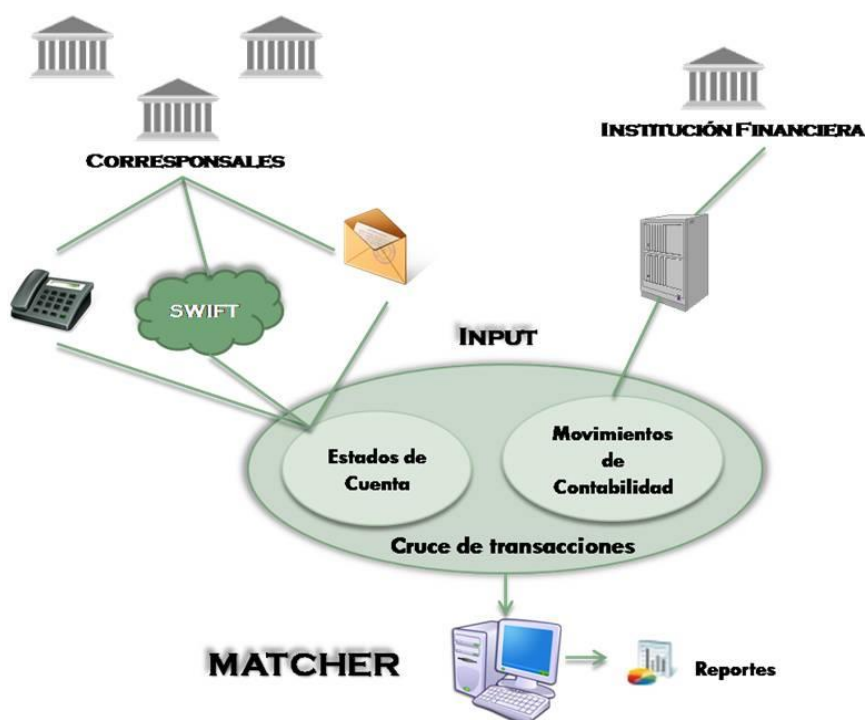 INSTITUCIÓN FINANCIERA
CORRESPONSALES
SWIFT
INPUT
Estados de
Cuenta
Movimientos
de
Contabilidad
Cruce de transacciones
MATCHER
Reportes